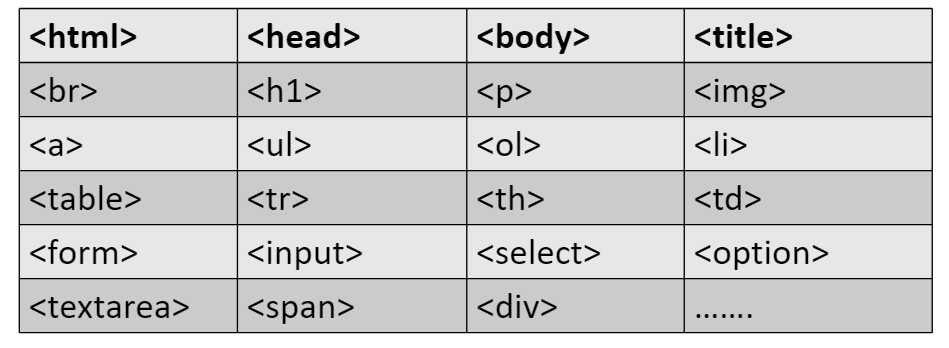 <html> <head> <body> <title>
<br> <h1> <p> <img>
<a> <ul> <ol> <li>
<table> <tr> <th> <td>
<form> <input> <select> <option>
<textarea> <span> <div> …….